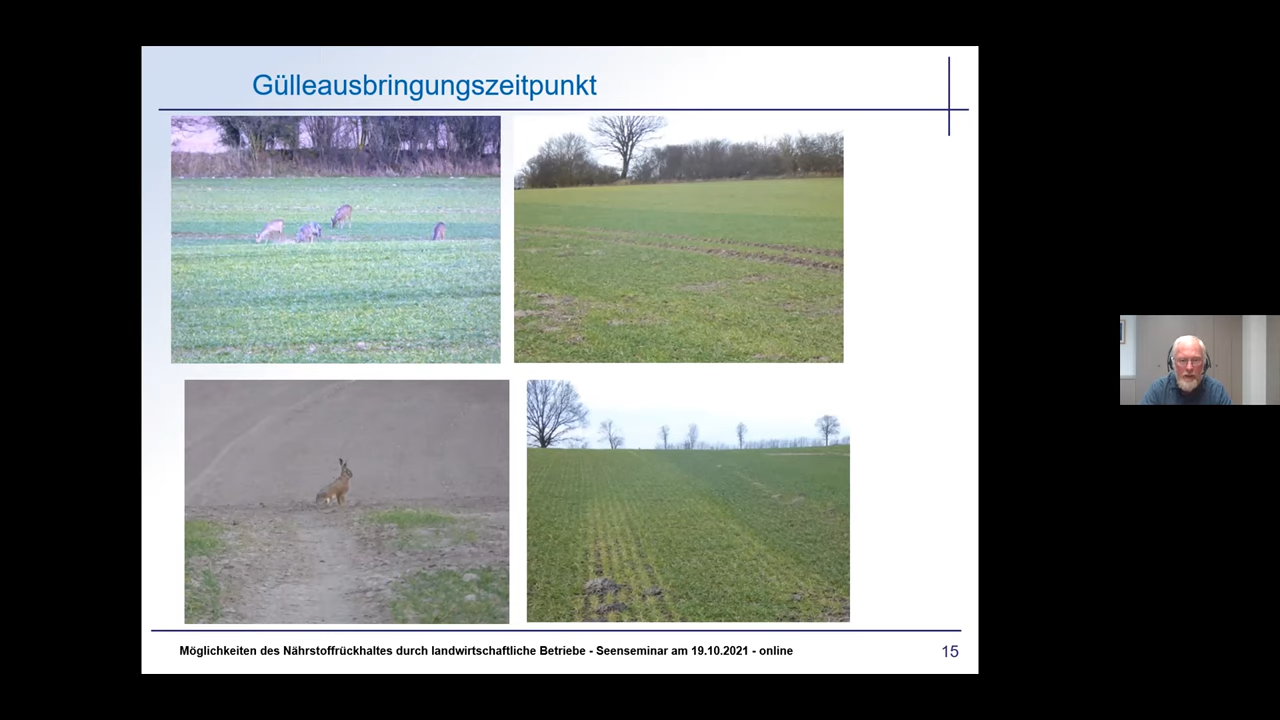 Gülleausbringungszeitpunkt
Möglichkeiten des Nährstoffrückhaltes durch landwirtschaftliche Betriebe - Seenseminar am 19.10.2021 - online
15